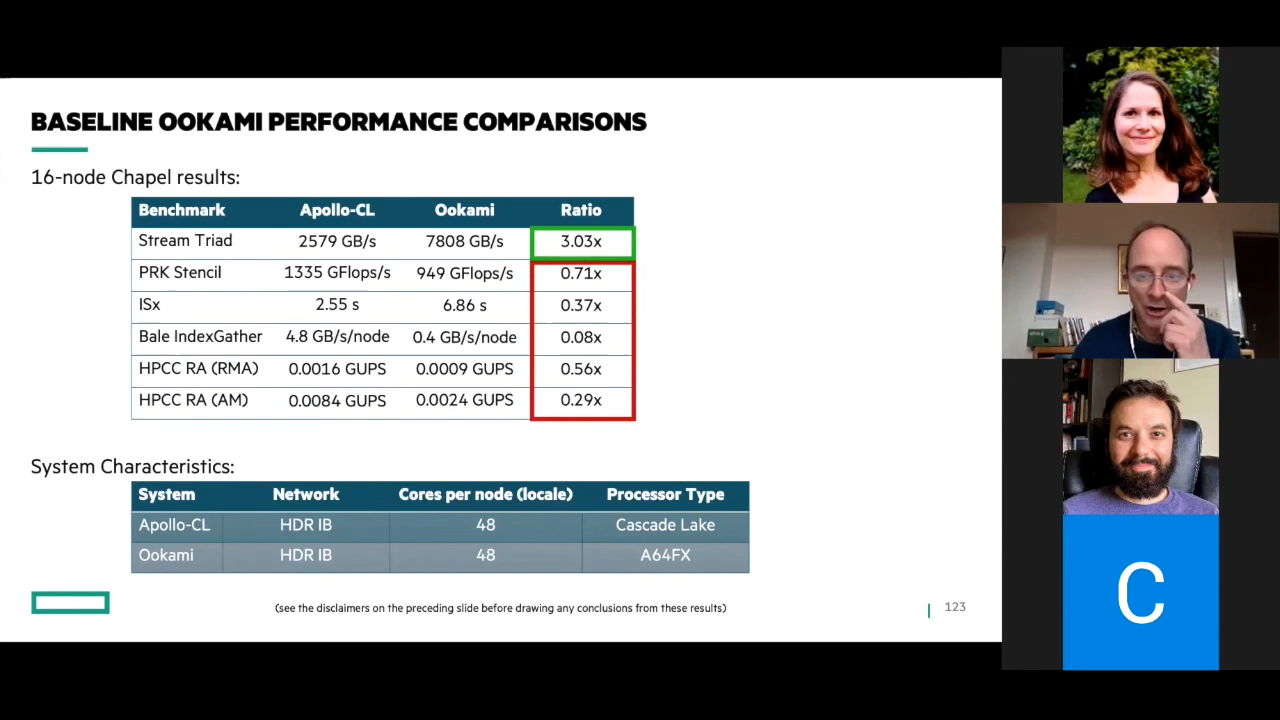 BASELINE OOKAMI PERFORMANCE COMPARISONS
16-node Chapel results:
Benchmark Apollo-CL Ookami Ratio
Stream Triad 2579 GB/s 7808 GB/s 3.03x
PRK Stencil 1335 GFlops/s 949 GFlops/s 0.71x
ISx 2.55 s 6.86 s 0.37x
Bale IndexGather 4.8 GB/s/node 0.4 GB/s/node 0.08x
HPCC RA (RMA) 0.0016 GUPS 0.0009 GUPS 0.56x
HPCC RA (AM) 0.0084 GUPS 0.0024 GUPS 0.29x
System Characteristics:
System Network Cores per node (locale) Processor Type
Apollo-CL HDR IB 48 Cascade Lake
Ookami HDR IB 48 A64FX
(see the disclaimers on the preceding slide before drawing any conclusions from these results)
123
C